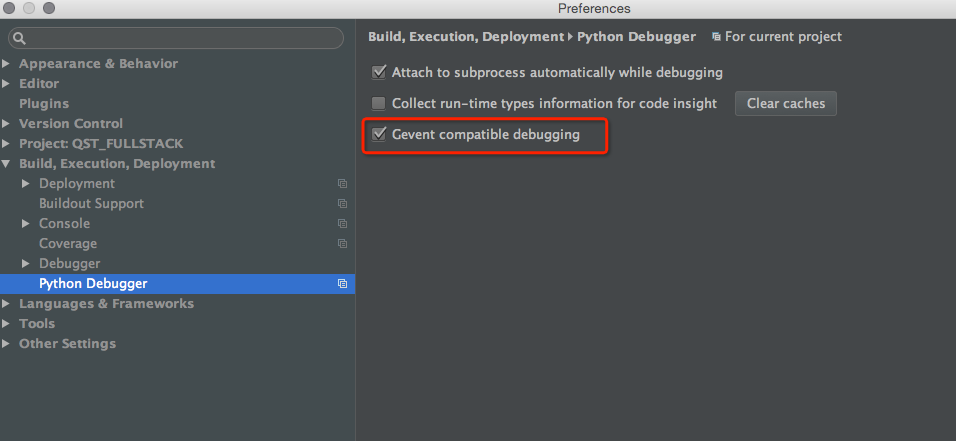 Preferences
Build, Execution, Deployment ▸ Python Debugger For current project
Appearance & Behavior
Editor
Plugins
Version Control
Project: QST_FULLSTACK
Build, Execution, Deployment
Deployment
Buildout Support
Console
Coverage
Debugger
Python Debugger
Languages & Frameworks
Tools
Other Settings
Attach to subprocess automatically while debugging
Collect run-time types information for code insight Clear caches
Gevent compatible debugging